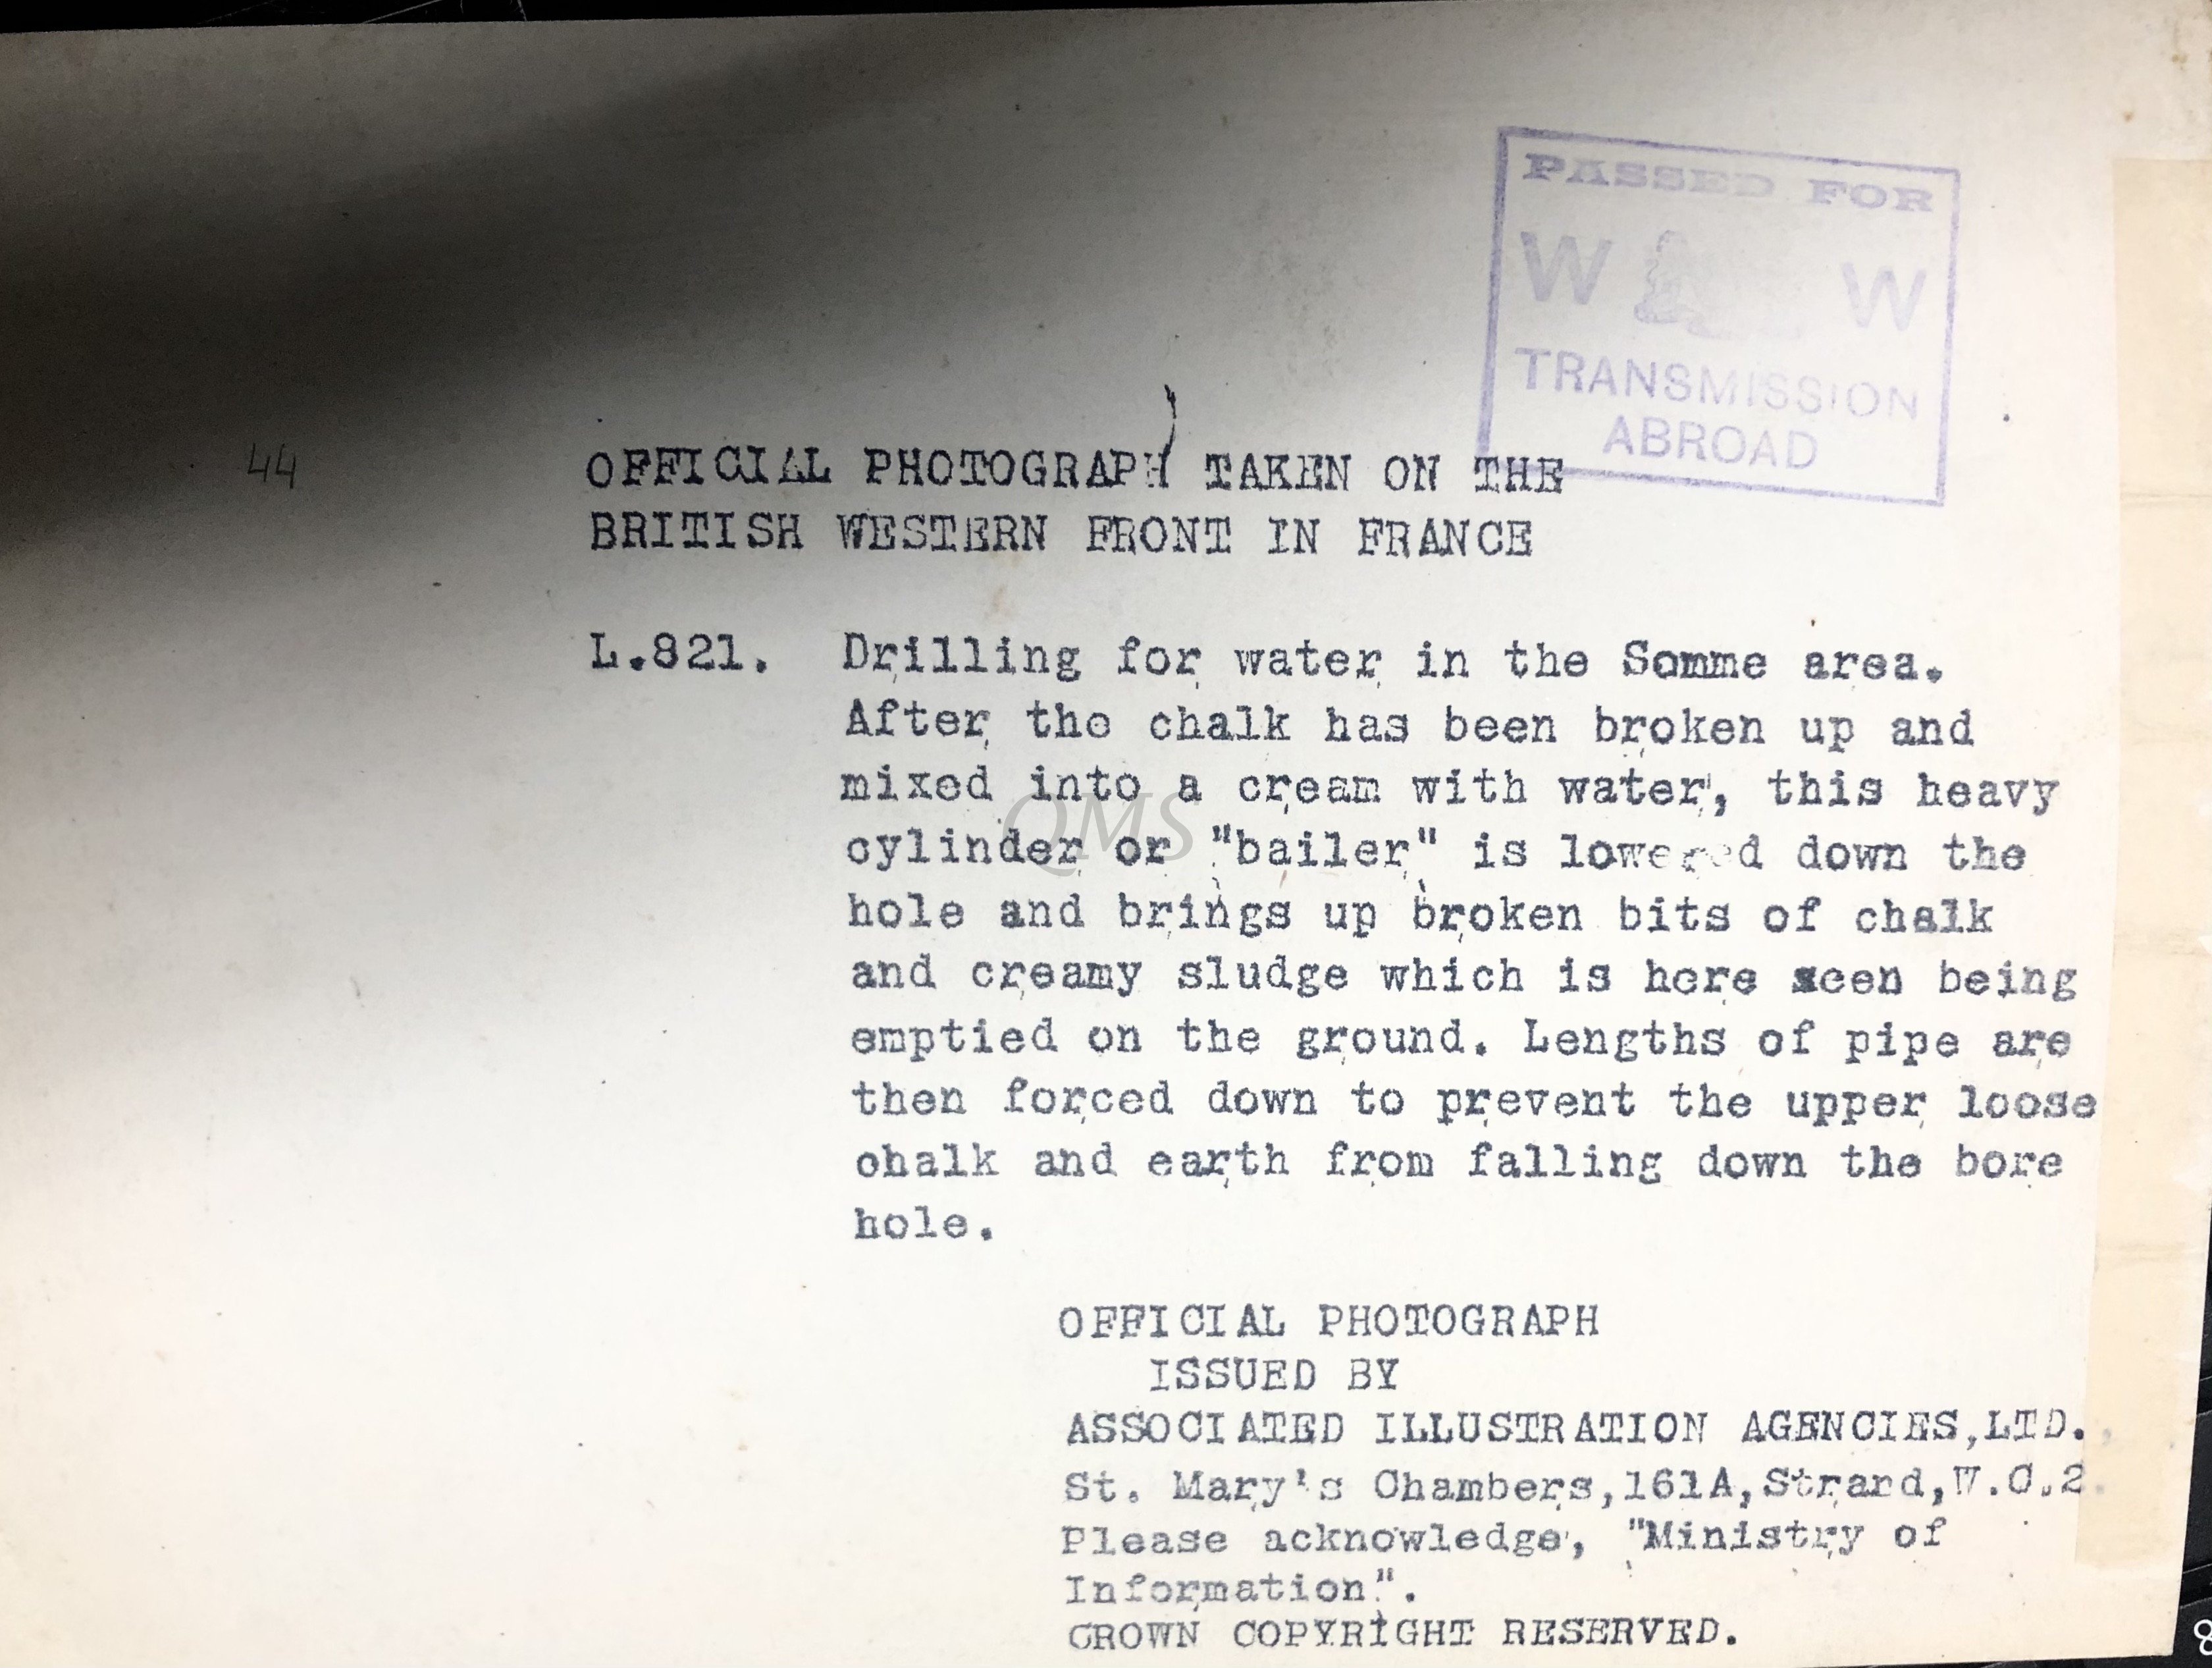 PASSED FOR
W W
TRANSMISSION
ABROAD
44
OFFICIAL PHOTOGRAPH TAKEN ON THE
BRITISH WESTERN FRONT IN FRANCE
L.821. Drilling for water in the Somme area.
After the chalk has been broken up and
mixed into a cream with water, this heavy
cylinder or "bailer" is lowered down the
hole and brings up broken bits of chalk
and creamy sludge which is here seen being
emptied on the ground. Lengths of pipe are
then forced down to prevent the upper loose
chalk and earth from falling down the bore
hole.
QMS
OFFICIAL PHOTOGRAPH
ISSUED BY
ASSOCIATED ILLUSTRATION AGENCIES,LTD.,
St. Mary's Chambers,161A,Strand,W.C.2.
Please acknowledge, "Ministry of
Information".
CROWN COPYRIGHT RESERVED.